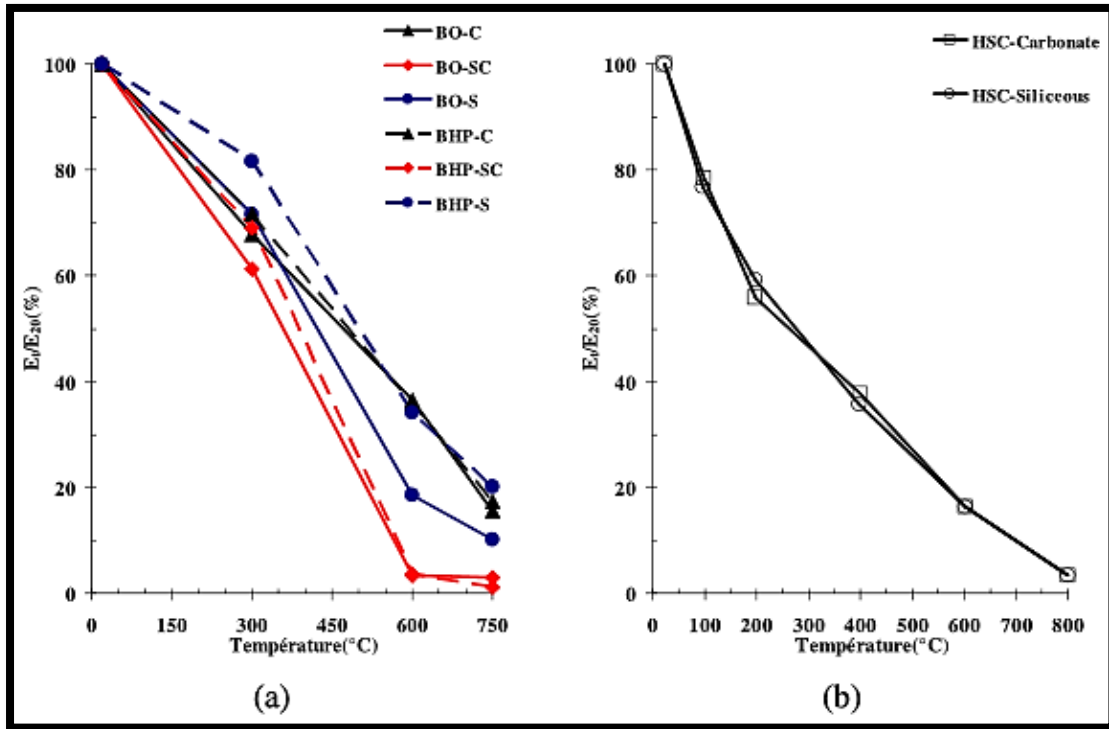 BO-C
BO-SC
BO-S
BHP-C
BHP-SC
BHP-S
100
80
60
40
20
0
Eₜ/E₂₀(%)
0 150 300 450 600 750
Température(°C)
(a)
HSC-Carbonate
HSC-Siliceous
100
80
60
40
20
0
Eₜ/E₂₀(%)
0 100 200 300 400 500 600 700 800
Température(°C)
(b)